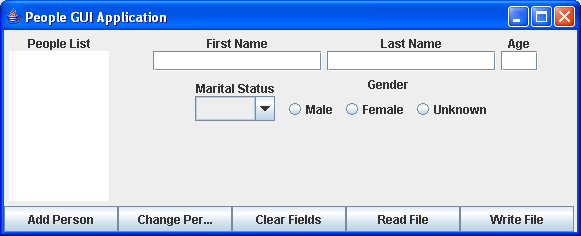 People GUI Application
People List First Name Last Name Age
Marital Status Gender
Male Female Unknown
Add Person Change Per... Clear Fields Read File Write File